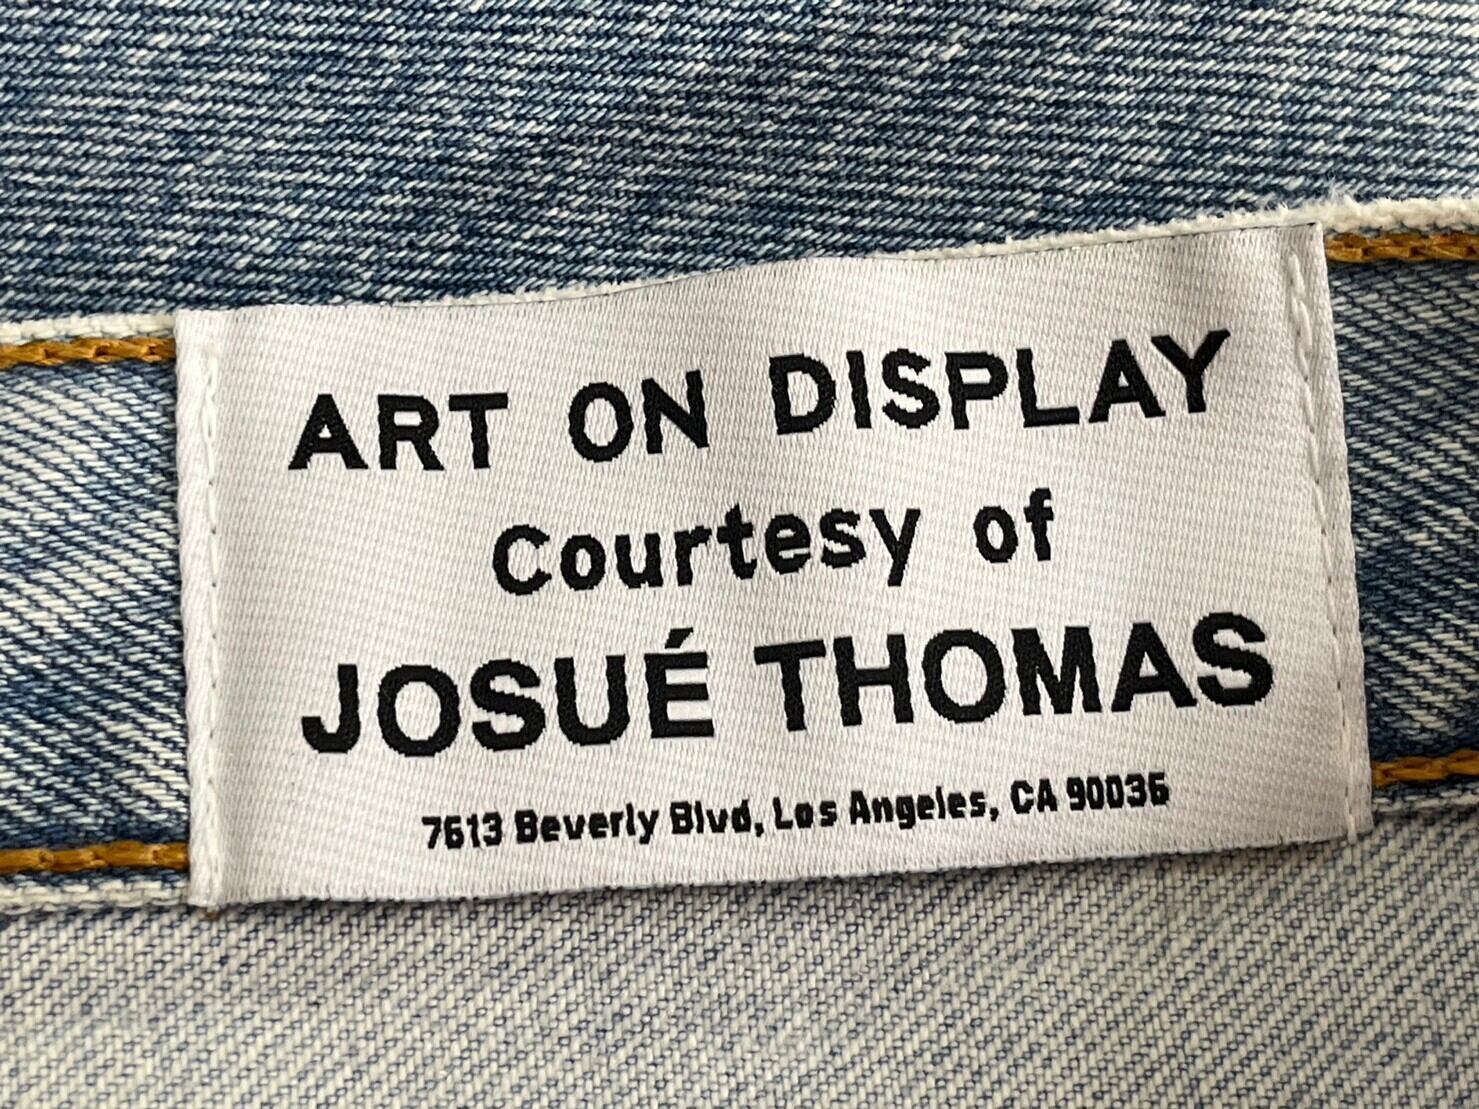 ART ON DISPLAY
Courtesy of
JOSUÉ THOMAS
7613 Beverly Blvd, Los Angeles, CA 90036